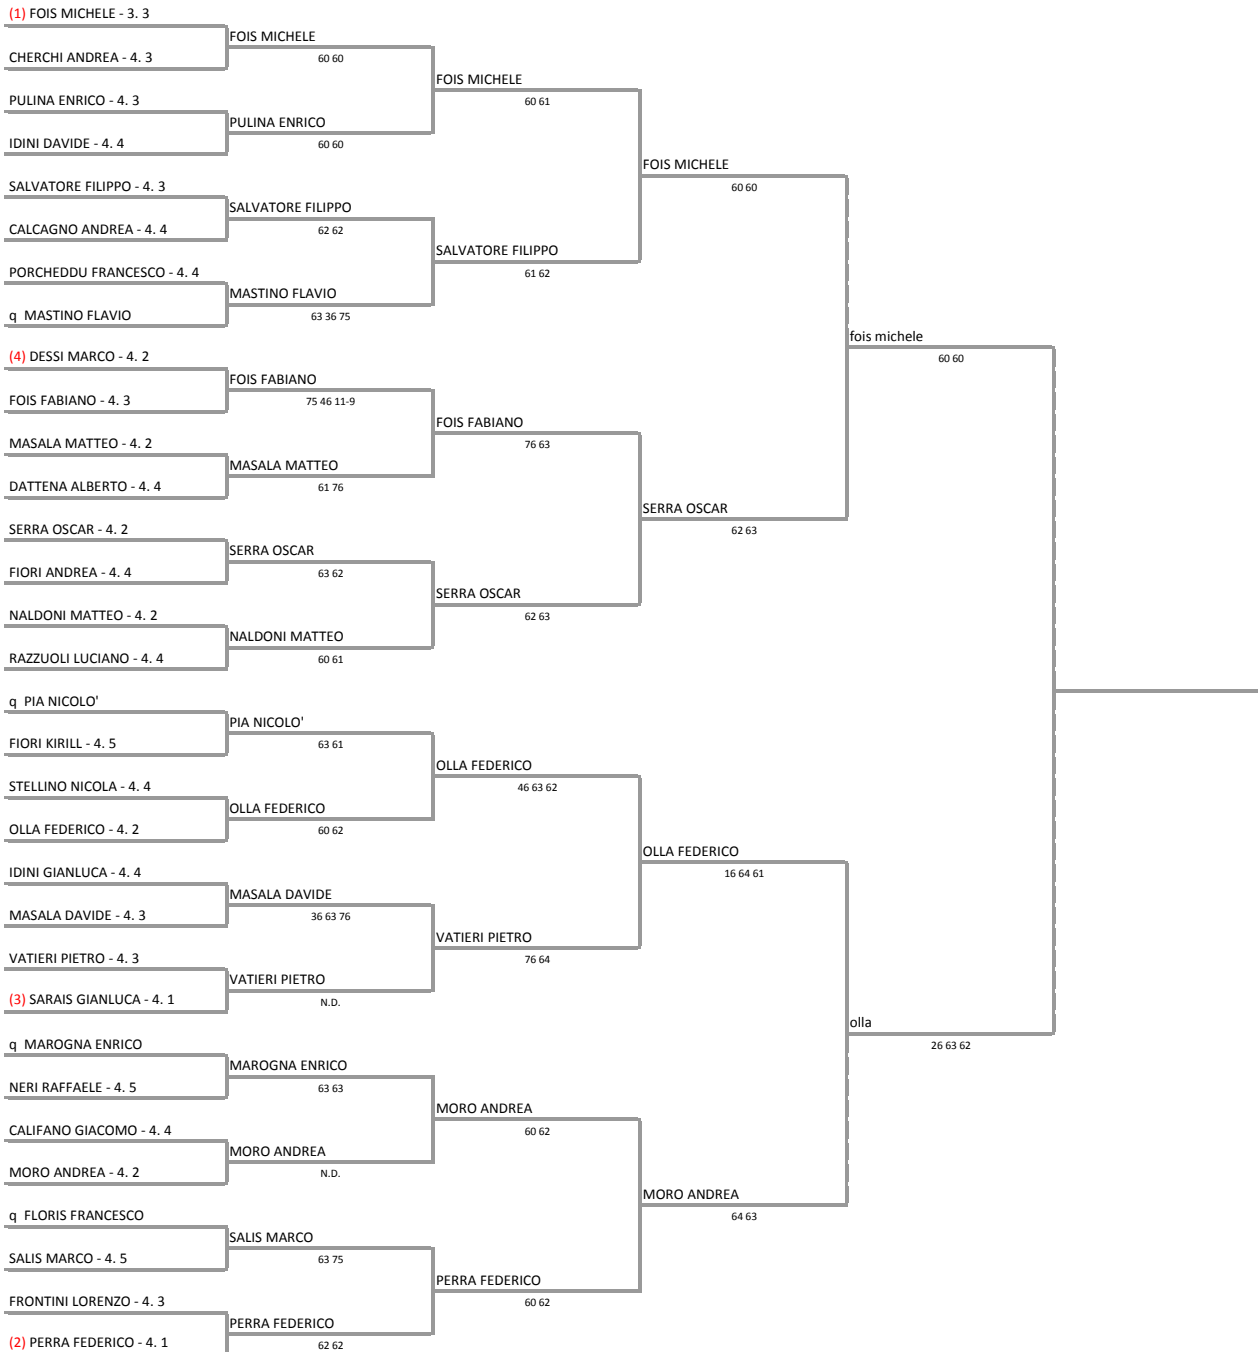 (1) FOIS MICHELE - 3. 3
FOIS MICHELE
CHERCHI ANDREA - 4. 3
60 60
FOIS MICHELE
PULINA ENRICO - 4. 3
60 61
PULINA ENRICO
IDINI DAVIDE - 4. 4
60 60
FOIS MICHELE
SALVATORE FILIPPO - 4. 3
60 60
SALVATORE FILIPPO
CALCAGNO ANDREA - 4. 4
62 62
SALVATORE FILIPPO
PORCHEDDU FRANCESCO - 4. 4
61 62
MASTINO FLAVIO
q MASTINO FLAVIO
63 36 75
fois michele
(4) DESSI MARCO - 4. 2
60 60
FOIS FABIANO
FOIS FABIANO - 4. 3
75 46 11-9
FOIS FABIANO
MASALA MATTEO - 4. 2
76 63
MASALA MATTEO
DATTENA ALBERTO - 4. 4
61 76
SERRA OSCAR
SERRA OSCAR - 4. 2
62 63
SERRA OSCAR
FIORI ANDREA - 4. 4
63 62
SERRA OSCAR
NALDONI MATTEO - 4. 2
62 63
NALDONI MATTEO
RAZZUOLI LUCIANO - 4. 4
60 61
q PIA NICOLO'
PIA NICOLO'
FIORI KIRILL - 4. 5
63 61
OLLA FEDERICO
STELLINO NICOLA - 4. 4
46 63 62
OLLA FEDERICO
OLLA FEDERICO - 4. 2
60 62
OLLA FEDERICO
IDINI GIANLUCA - 4. 4
16 64 61
MASALA DAVIDE
MASALA DAVIDE - 4. 3
36 63 76
VATIERI PIETRO
VATIERI PIETRO - 4. 3
76 64
VATIERI PIETRO
(3) SARAIS GIANLUCA - 4. 1
N.D.
olla
q MAROGNA ENRICO
26 63 62
MAROGNA ENRICO
NERI RAFFAELE - 4. 5
63 63
MORO ANDREA
CALIFANO GIACOMO - 4. 4
60 62
MORO ANDREA
MORO ANDREA - 4. 2
N.D.
MORO ANDREA
q FLORIS FRANCESCO
64 63
SALIS MARCO
SALIS MARCO - 4. 5
63 75
PERRA FEDERICO
FRONTINI LORENZO - 4. 3
60 62
PERRA FEDERICO
(2) PERRA FEDERICO - 4. 1
62 62